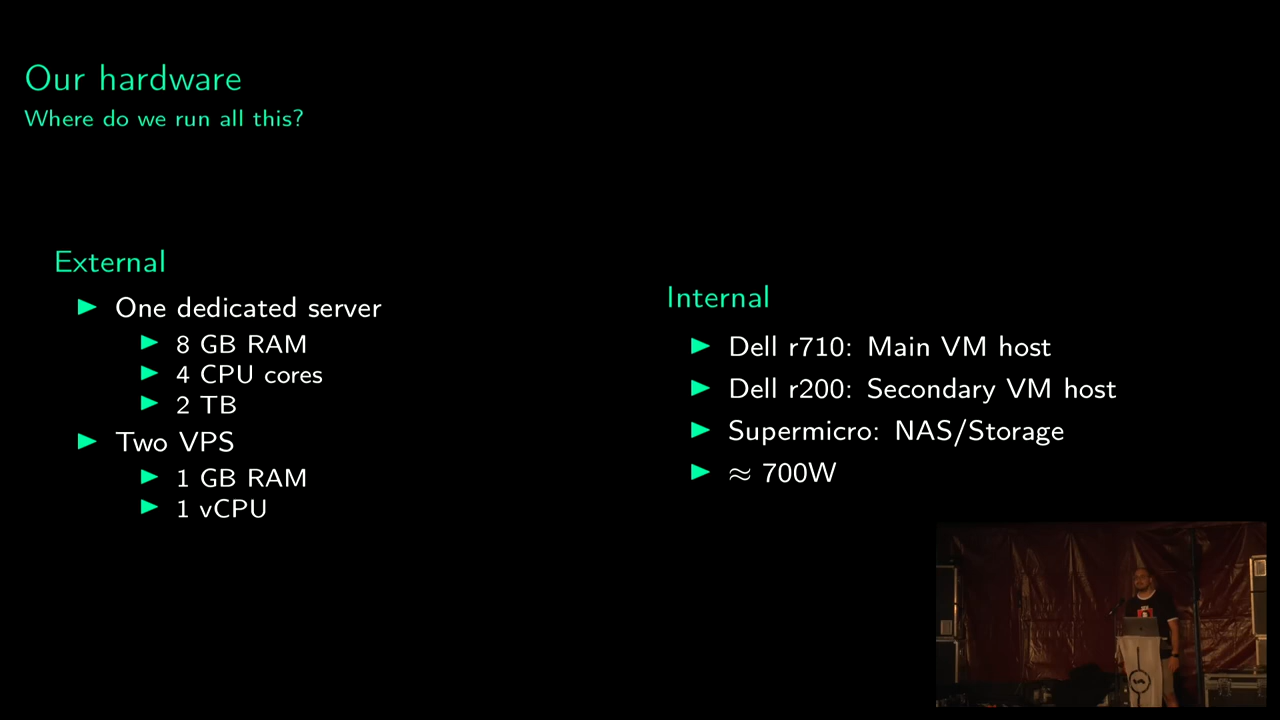 Our hardware
Where do we run all this?
External
One dedicated server
8 GB RAM
4 CPU cores
2 TB
Two VPS
1 GB RAM
1 vCPU
Internal
Dell r710: Main VM host
Dell r200: Secondary VM host
Supermicro: NAS/Storage
≈ 700W